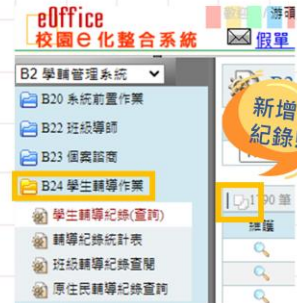 eOffice
校園e化整合系統
假單
B2 學輔管理系統
B20 系統前置作業
B22 班級導師
B23 個案諮商
B24 學生輔導作業
學生輔導紀錄(查詢)
輔導紀錄統計表
班級輔導紀錄查閱
原住民輔導紀錄查詢
新增
紀錄
1790 筆
維護